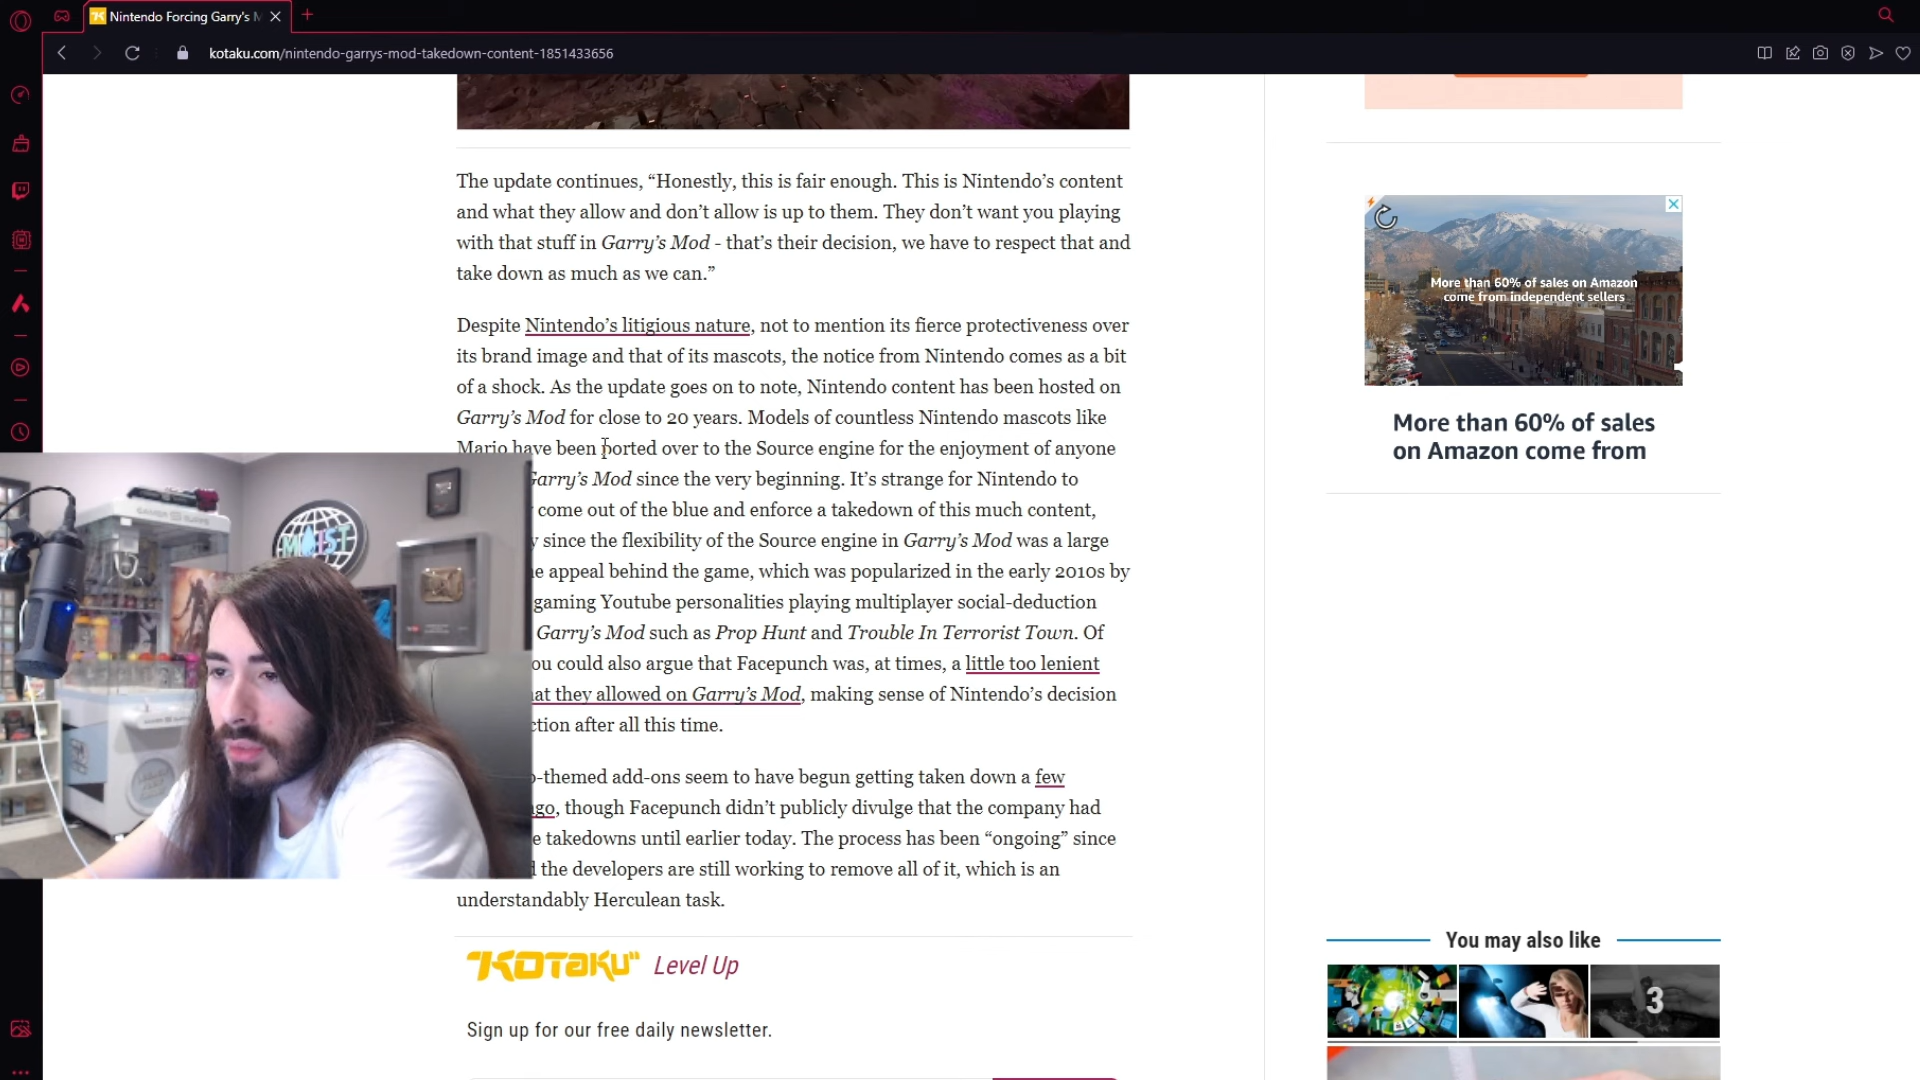 Nintendo Forcing Garry's M
kotaku.com/nintendo-garrys-mod-takedown-content-1851433656
The update continues, “Honestly, this is fair enough. This is Nintendo’s content
and what they allow and don’t allow is up to them. They don’t want you playing
with that stuff in Garry’s Mod - that’s their decision, we have to respect that and
take down as much as we can.”
Despite Nintendo’s litigious nature, not to mention its fierce protectiveness over
its brand image and that of its mascots, the notice from Nintendo comes as a bit
of a shock. As the update goes on to note, Nintendo content has been hosted on
Garry’s Mod for close to 20 years. Models of countless Nintendo mascots like
Mario have been ported over to the Source engine for the enjoyment of anyone
Garry’s Mod since the very beginning. It’s strange for Nintendo to
come out of the blue and enforce a takedown of this much content,
since the flexibility of the Source engine in Garry’s Mod was a large
appeal behind the game, which was popularized in the early 2010s by
gaming Youtube personalities playing multiplayer social-deduction
Garry’s Mod such as Prop Hunt and Trouble In Terrorist Town. Of
ou could also argue that Facepunch was, at times, a little too lenient
at they allowed on Garry’s Mod, making sense of Nintendo’s decision
ction after all this time.
-themed add-ons seem to have begun getting taken down a few
go, though Facepunch didn’t publicly divulge that the company had
e takedowns until earlier today. The process has been “ongoing” since
the developers are still working to remove all of it, which is an
understandably Herculean task.
KOTAKU Level Up
Sign up for our free daily newsletter.
More than 60% of sales on Amazon
come from independent sellers
More than 60% of sales
on Amazon come from
You may also like
3
GAMER SUPPS
MOIST